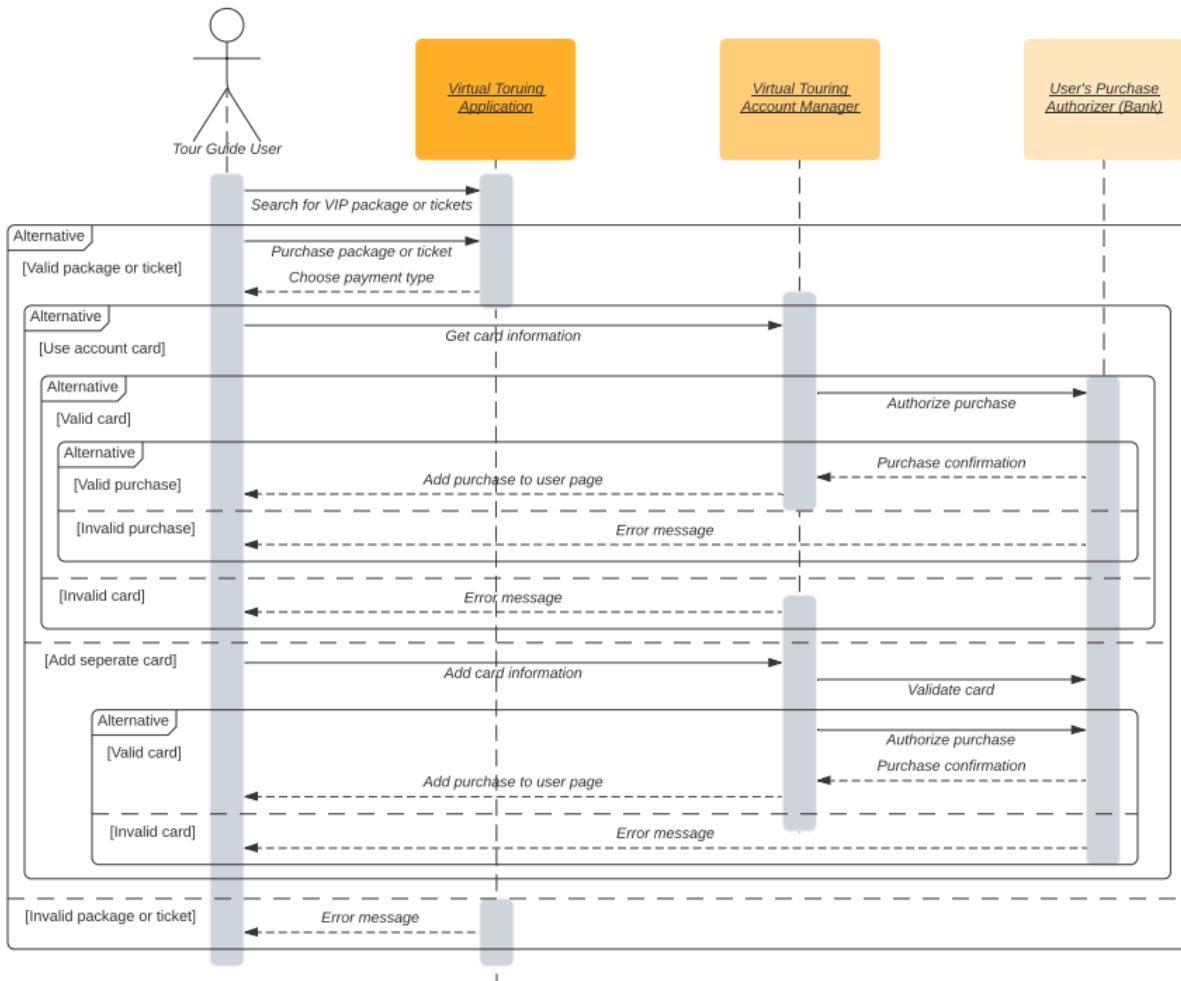 Tour Guide User
Virtual Toruing
Application
Virtual Touring
Account Manager
User's Purchase
Authorizer (Bank)
Search for VIP package or tickets
Alternative
[Valid package or ticket]
Purchase package or ticket
Choose payment type
Alternative
[Use account card]
Get card information
Alternative
[Valid card]
Authorize purchase
Alternative
[Valid purchase]
Purchase confirmation
Add purchase to user page
[Invalid purchase]
Error message
[Invalid card]
Error message
[Add seperate card]
Add card information
Validate card
Alternative
[Valid card]
Authorize purchase
Purchase confirmation
Add purchase to user page
[Invalid card]
Error message
[Invalid package or ticket]
Error message